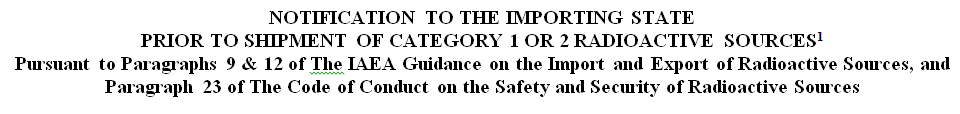 NOTIFICATION TO THE IMPORTING STATE
PRIOR TO SHIPMENT OF CATEGORY 1 OR 2 RADIOACTIVE SOURCES¹
Pursuant to Paragraphs 9 & 12 of The IAEA Guidance on the Import and Export of Radioactive Sources, and
Paragraph 23 of The Code of Conduct on the Safety and Security of Radioactive Sources